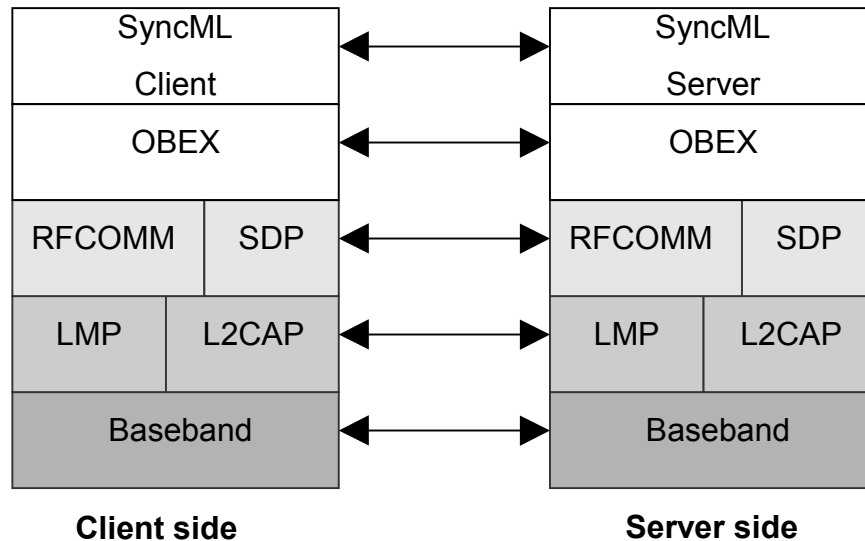 SyncML
Client
SyncML
Server
OBEX
OBEX
RFCOMM SDP
RFCOMM SDP
LMP L2CAP
LMP L2CAP
Baseband
Baseband
Client side
Server side